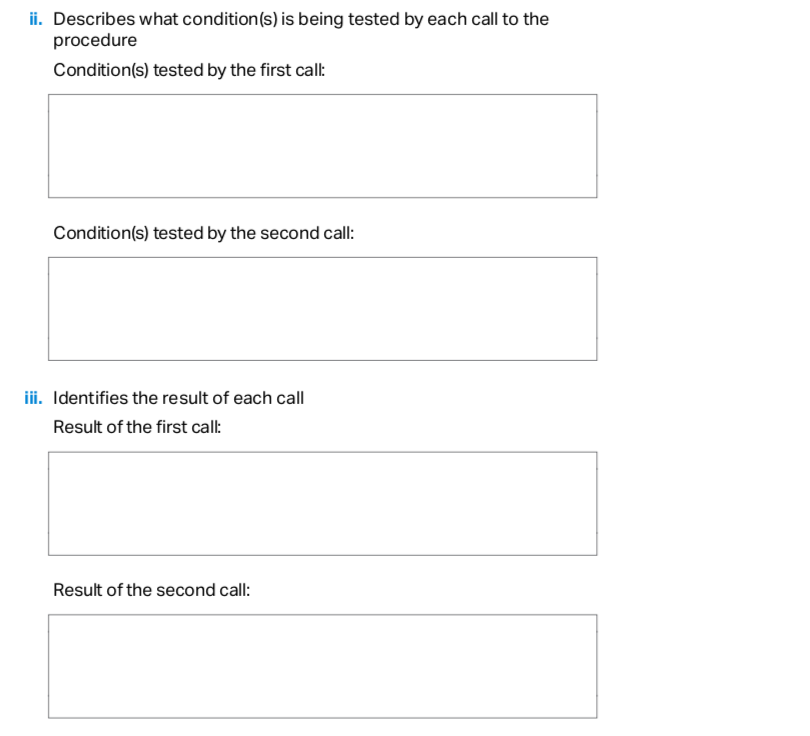 ii. Describes what condition(s) is being tested by each call to the
procedure
Condition(s) tested by the first call:
Condition(s) tested by the second call:
iii. Identifies the result of each call
Result of the first call:
Result of the second call: